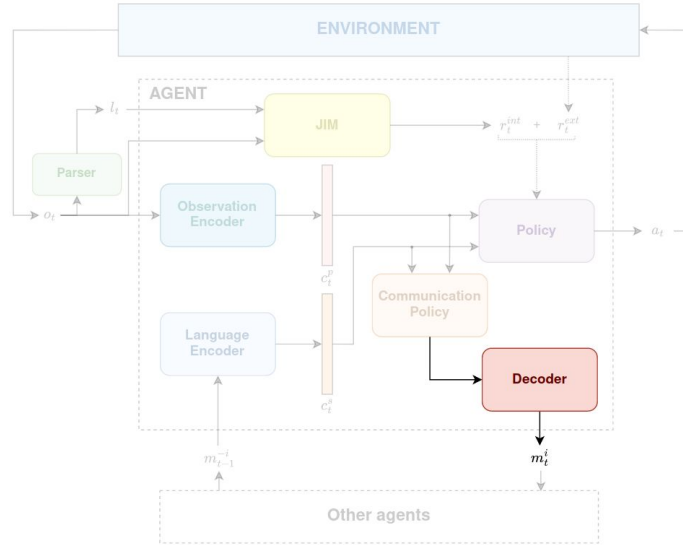 ENVIRONMENT
AGENT
l_t
JIM
r_t^{int} + r_t^{ext}
Parser
o_t
Observation
Encoder
c_t^p
Policy
a_t
Communication
Policy
Language
Encoder
c_t^s
Decoder
m_{t-1}^{-i}
m_t^i
Other agents